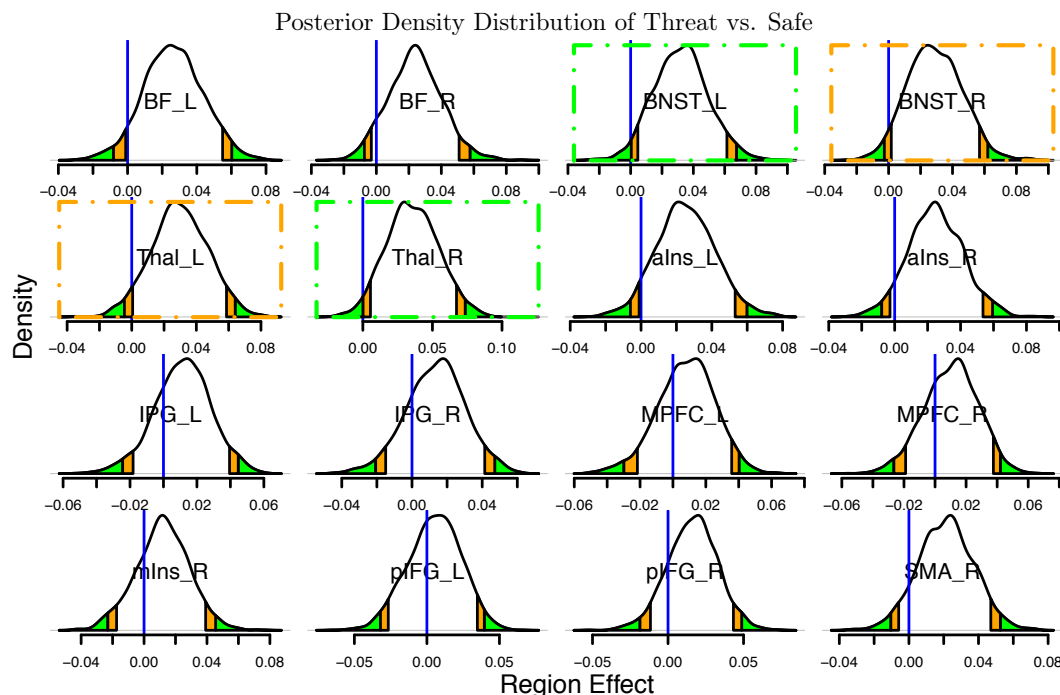 Posterior Density Distribution of Threat vs. Safe
BF_L BF_R BNST_L BNST_R
-0.04 0.00 0.04 0.08 -0.04 0.00 0.04 0.08 -0.04 0.00 0.04 0.08 -0.04 0.00 0.04 0.08
Thal_L Thal_R aIns_L aIns_R
-0.04 0.00 0.04 0.08 0.00 0.05 0.10 -0.04 0.00 0.04 0.08 -0.04 0.00 0.04 0.08
Density
IPG_L IPG_R MPFC_L MPFC_R
-0.06 -0.02 0.02 0.06 -0.04 0.00 0.04 -0.06 -0.02 0.02 0.06 -0.06 -0.02 0.02 0.06
mIns_R pIFG_L pIFG_R SMA_R
-0.04 0.00 0.04 0.08 -0.05 0.00 0.05 -0.05 0.00 0.05 -0.04 0.00 0.04 0.08
Region Effect